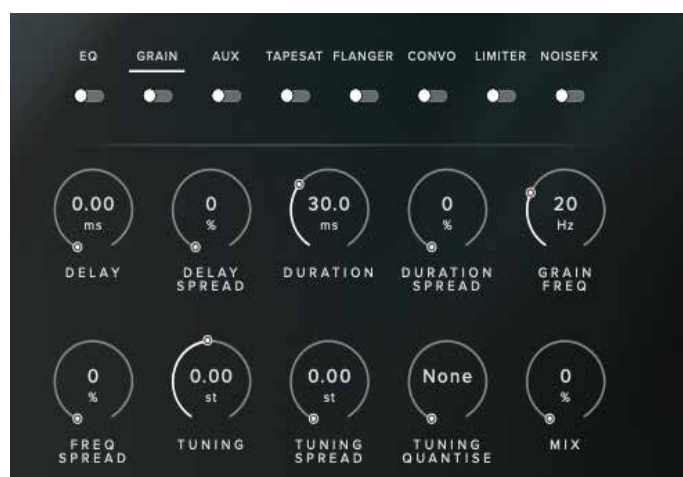 EQ GRAIN AUX TAPESAT FLANGER CONVO LIMITER NOISEFX
0.00 0 30.0 0 20
ms % ms % Hz
DELAY DELAY DURATION DURATION GRAIN
SPREAD SPREAD FREQ
0 0.00 0.00 None 0
% st st %
FREQ TUNING TUNING TUNING MIX
SPREAD SPREAD QUANTISE